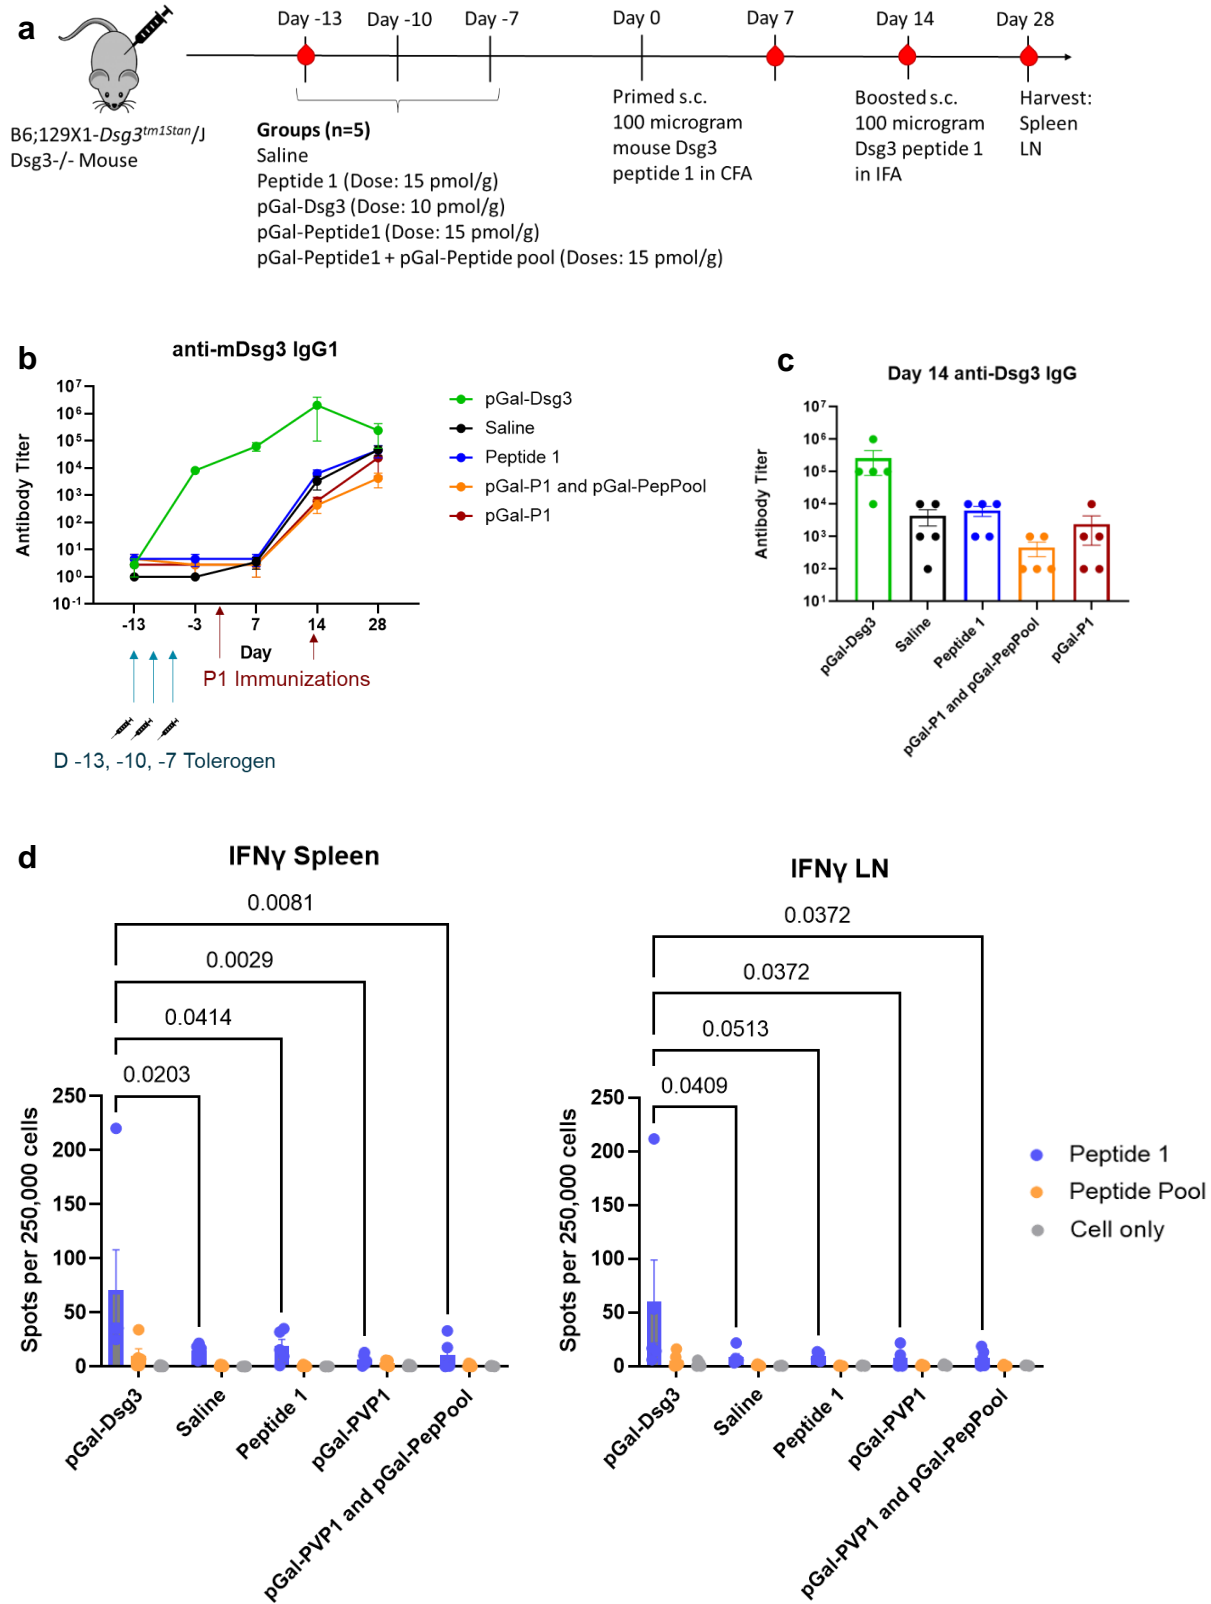 a
Day -13
Day -10
Day -7
Day 0
Day 7
Day 14
Day 28
B6;129X1-Dsg3tm1Stan/J
Dsg3-/- Mouse
Groups (n=5)
Saline
Peptide 1 (Dose: 15 pmol/g)
pGal-Dsg3 (Dose: 10 pmol/g)
pGal-Peptide1 (Dose: 15 pmol/g)
pGal-Peptide1 + pGal-Peptide pool (Doses: 15 pmol/g)
Primed s.c.
100 microgram
mouse Dsg3
peptide 1 in CFA
Boosted s.c.
100 microgram
Dsg3 peptide 1
in IFA
Harvest:
Spleen
LN
b
anti-mDsg3 IgG1
Antibody Titer
10⁷
10⁶
10⁵
10⁴
10³
10²
10¹
10⁰
10⁻¹
-13
-3
7
14
28
Day
P1 Immunizations
D -13, -10, -7 Tolerogen
pGal-Dsg3
Saline
Peptide 1
pGal-P1 and pGal-PepPool
pGal-P1
c
Day 14 anti-Dsg3 IgG
Antibody Titer
10⁷
10⁶
10⁵
10⁴
10³
10²
10¹
pGal-Dsg3
Saline
Peptide 1
pGal-P1 and pGal-PepPool
pGal-P1
d
IFNγ Spleen
0.0081
0.0029
0.0414
0.0203
Spots per 250,000 cells
250
200
150
100
50
0
pGal-Dsg3
Saline
Peptide 1
pGal-PVP1
pGal-PVP1 and pGal-PepPool
IFNγ LN
0.0372
0.0372
0.0513
0.0409
Spots per 250,000 cells
250
200
150
100
50
0
pGal-Dsg3
Saline
Peptide 1
pGal-PVP1
pGal-PVP1 and pGal-PepPool
Peptide 1
Peptide Pool
Cell only